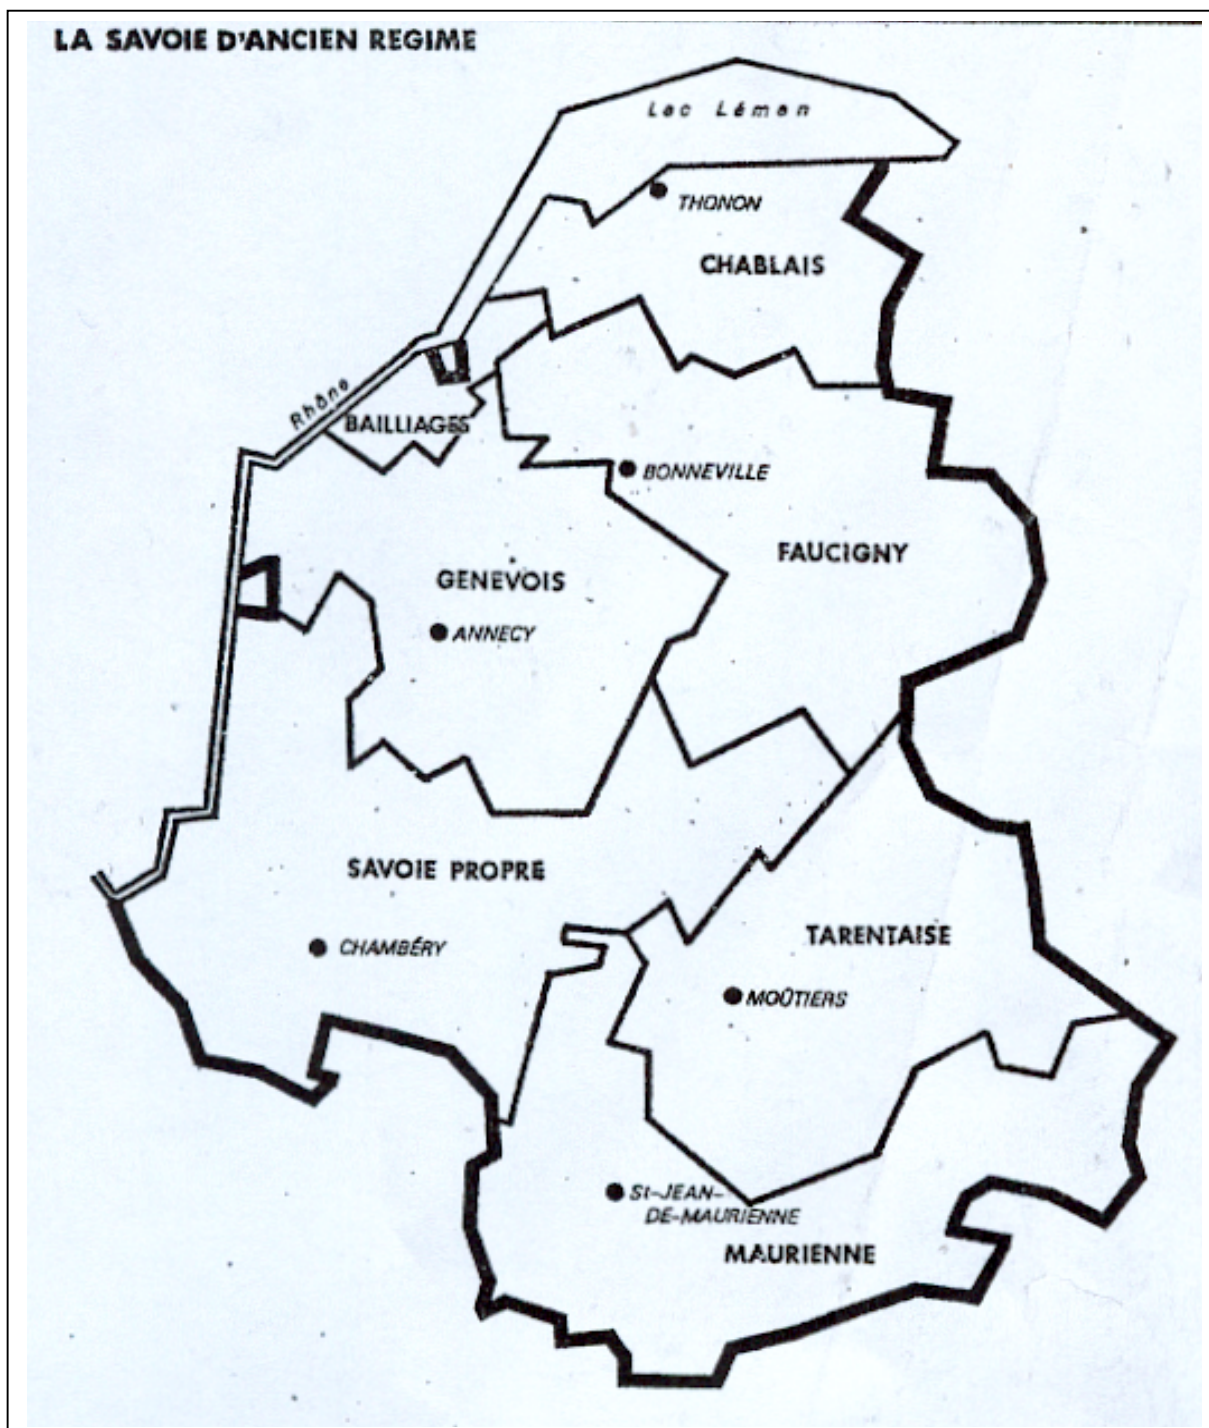 LA SAVOIE D'ANCIEN REGIME
Lac Léman
THONON
CHABLAIS
Rhône
BAILLIAGES
BONNEVILLE
FAUCIGNY
GENEVOIS
ANNECY
SAVOIE PROPRE
TARENTAISE
CHAMBÉRY
MOÛTIERS
St-JEAN-
DE-MAURIENNE
MAURIENNE